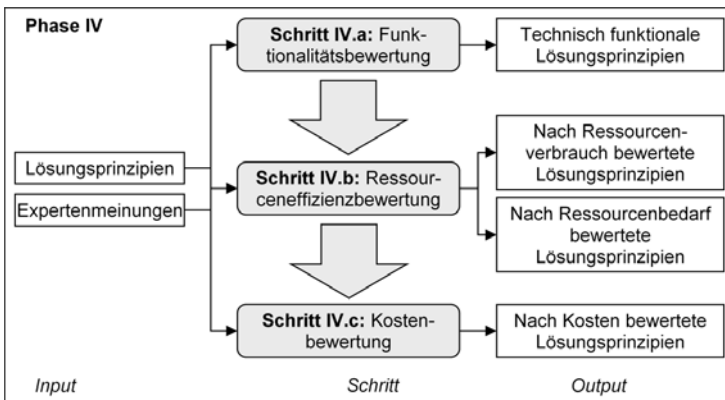 Phase IV
Schritt IV.a: Funk-
tionalitätsbewertung
Technisch funktionale
Lösungsprinzipien
Lösungsprinzipien
Expertenmeinungen
Schritt IV.b: Ressour-
ceneffizienzbewertung
Nach Ressourcen-
verbrauch bewertete
Lösungsprinzipien
Nach Ressourcenbedarf
bewertete
Lösungsprinzipien
Schritt IV.c: Kosten-
bewertung
Nach Kosten bewertete
Lösungsprinzipien
Input
Schritt
Output